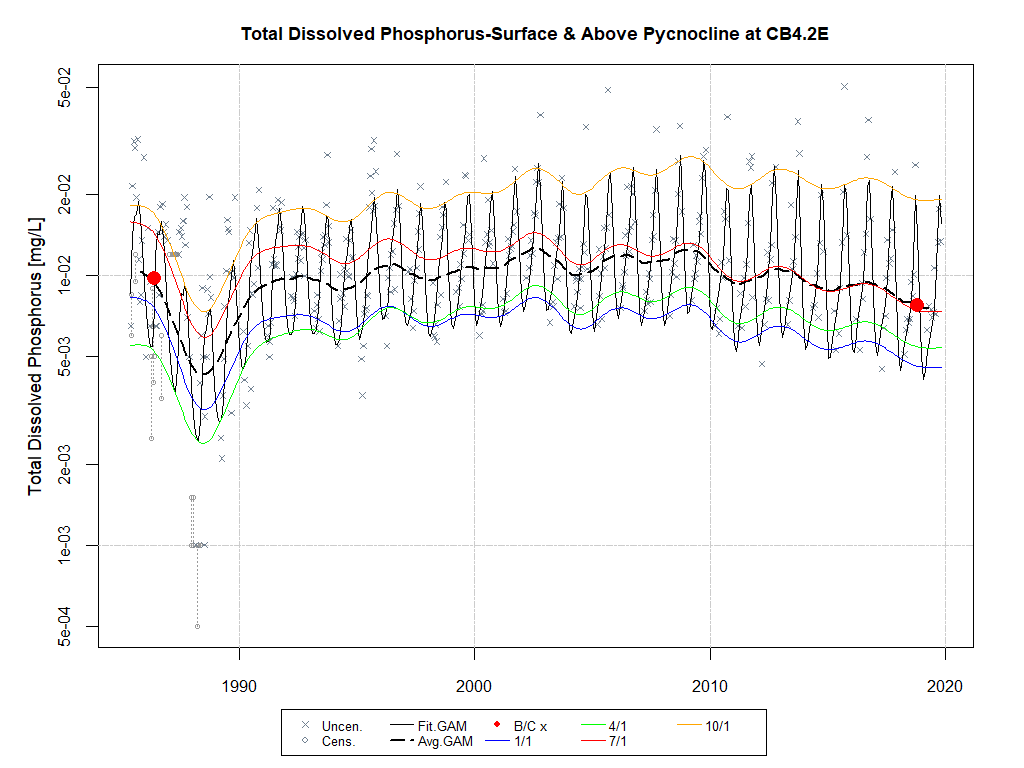 Total Dissolved Phosphorus-Surface & Above Pycnocline at CB4.2E
Total Dissolved Phosphorus [mg/L]
5e-02
2e-02
1e-02
5e-03
2e-03
1e-03
5e-04
1990 2000 2010 2020
Uncen. Fit.GAM B/C x 4/1 10/1
Cens. Avg.GAM 1/1 7/1